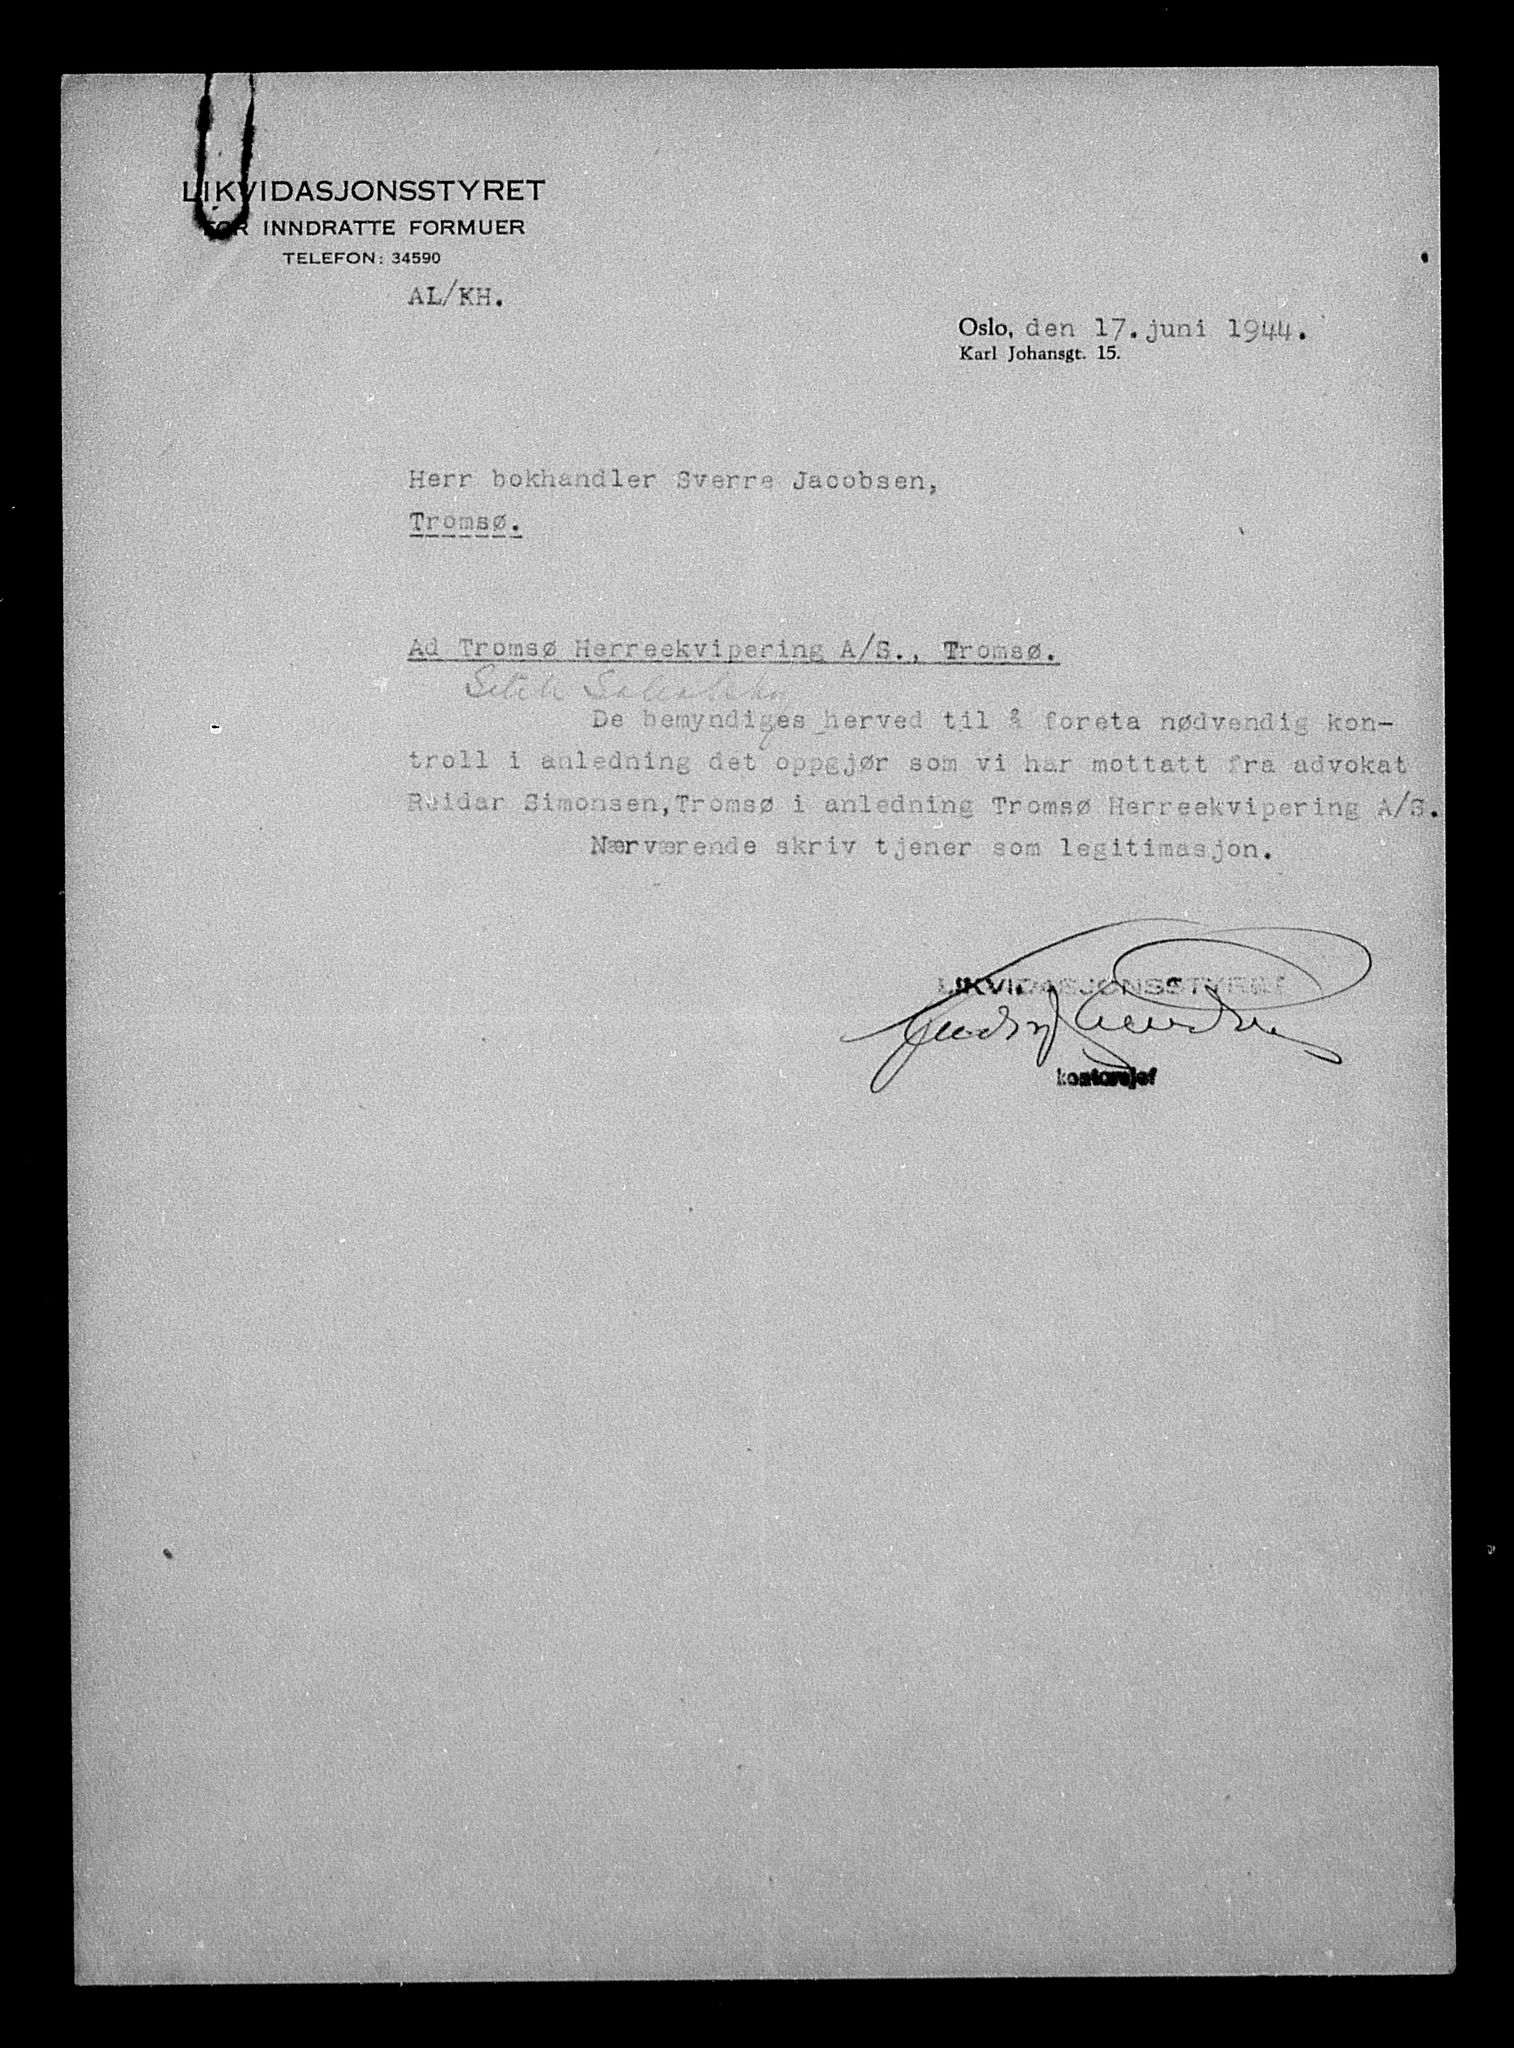 LIKVIDASJONSSTYRET
FOR INNDRATTE FORMUER
TELEFON: 34590
AL/KH.
Oslo, den 17. juni 1944.
Karl Johansgt. 15.
Herr bokhandler Sverre Jacobsen,
Tromsø.
Ad Tromsø Herreekvipering A/S., Tromsø.
De bemyndiges herved til å foreta nødvendig kon-
troll i anledning det oppgjør som vi har mottatt fra advokat
Reidar Simonsen, Tromsø i anledning Tromsø Herreekvipering A/S.
Nærværende skriv tjener som legitimasjon.
LIKVIDASJONSSTYRET
kontorsjef